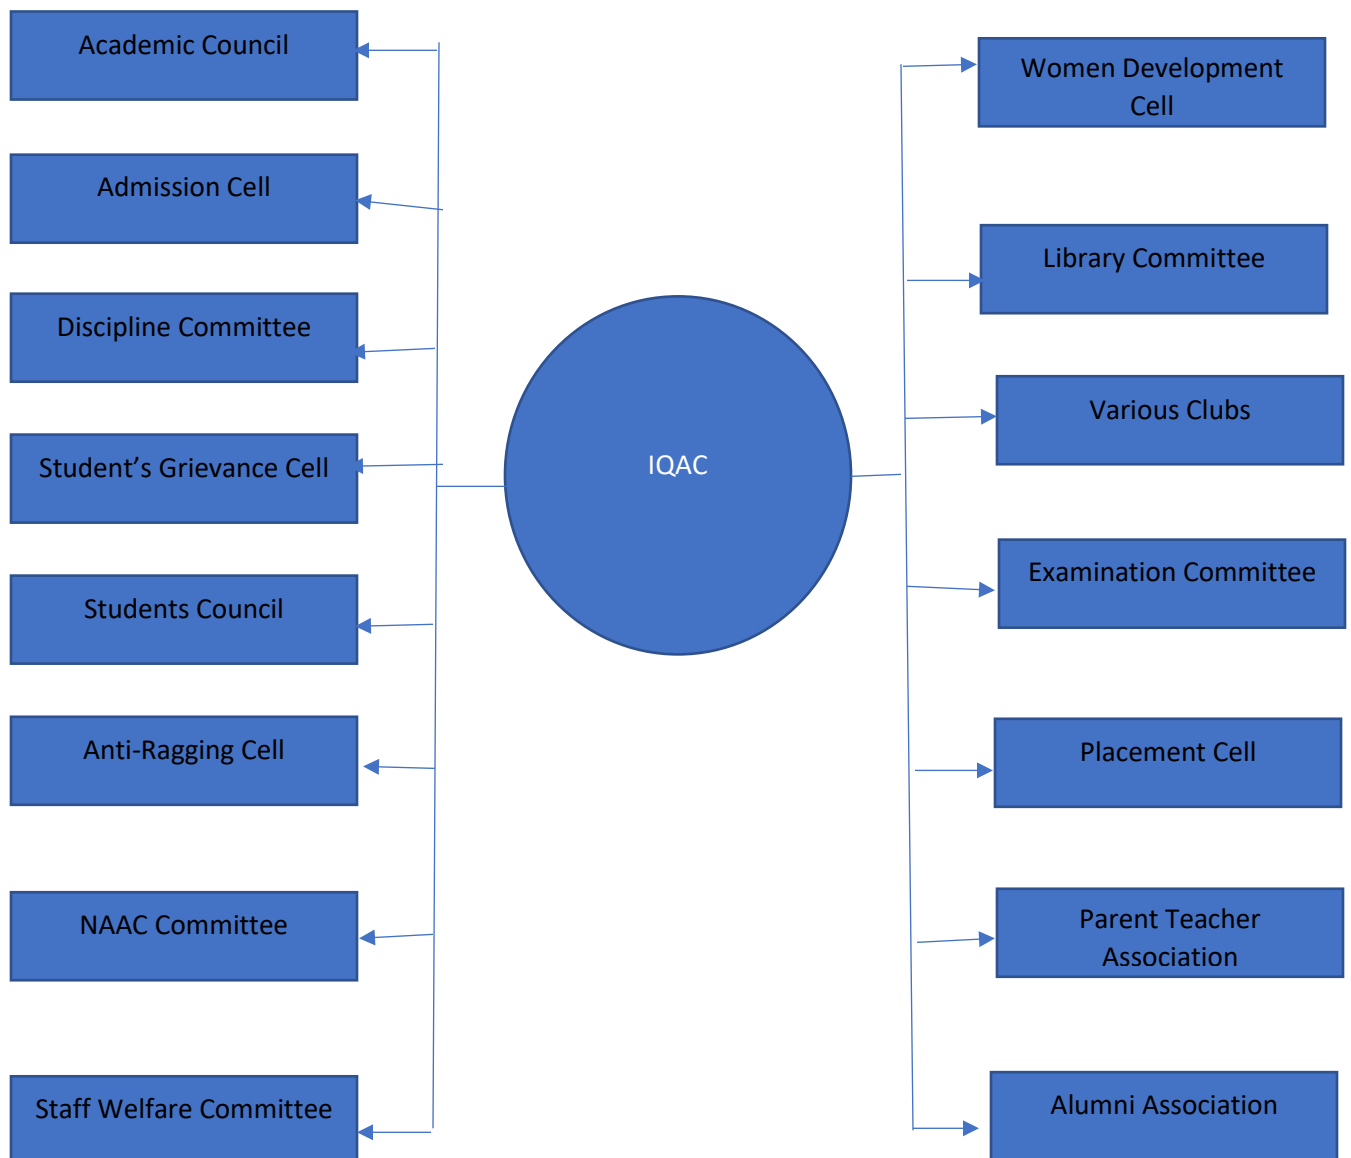 Academic Council
Admission Cell
Discipline Committee
Student’s Grievance Cell
Students Council
Anti-Ragging Cell
NAAC Committee
Staff Welfare Committee
IQAC
Women Development
Cell
Library Committee
Various Clubs
Examination Committee
Placement Cell
Parent Teacher
Association
Alumni Association